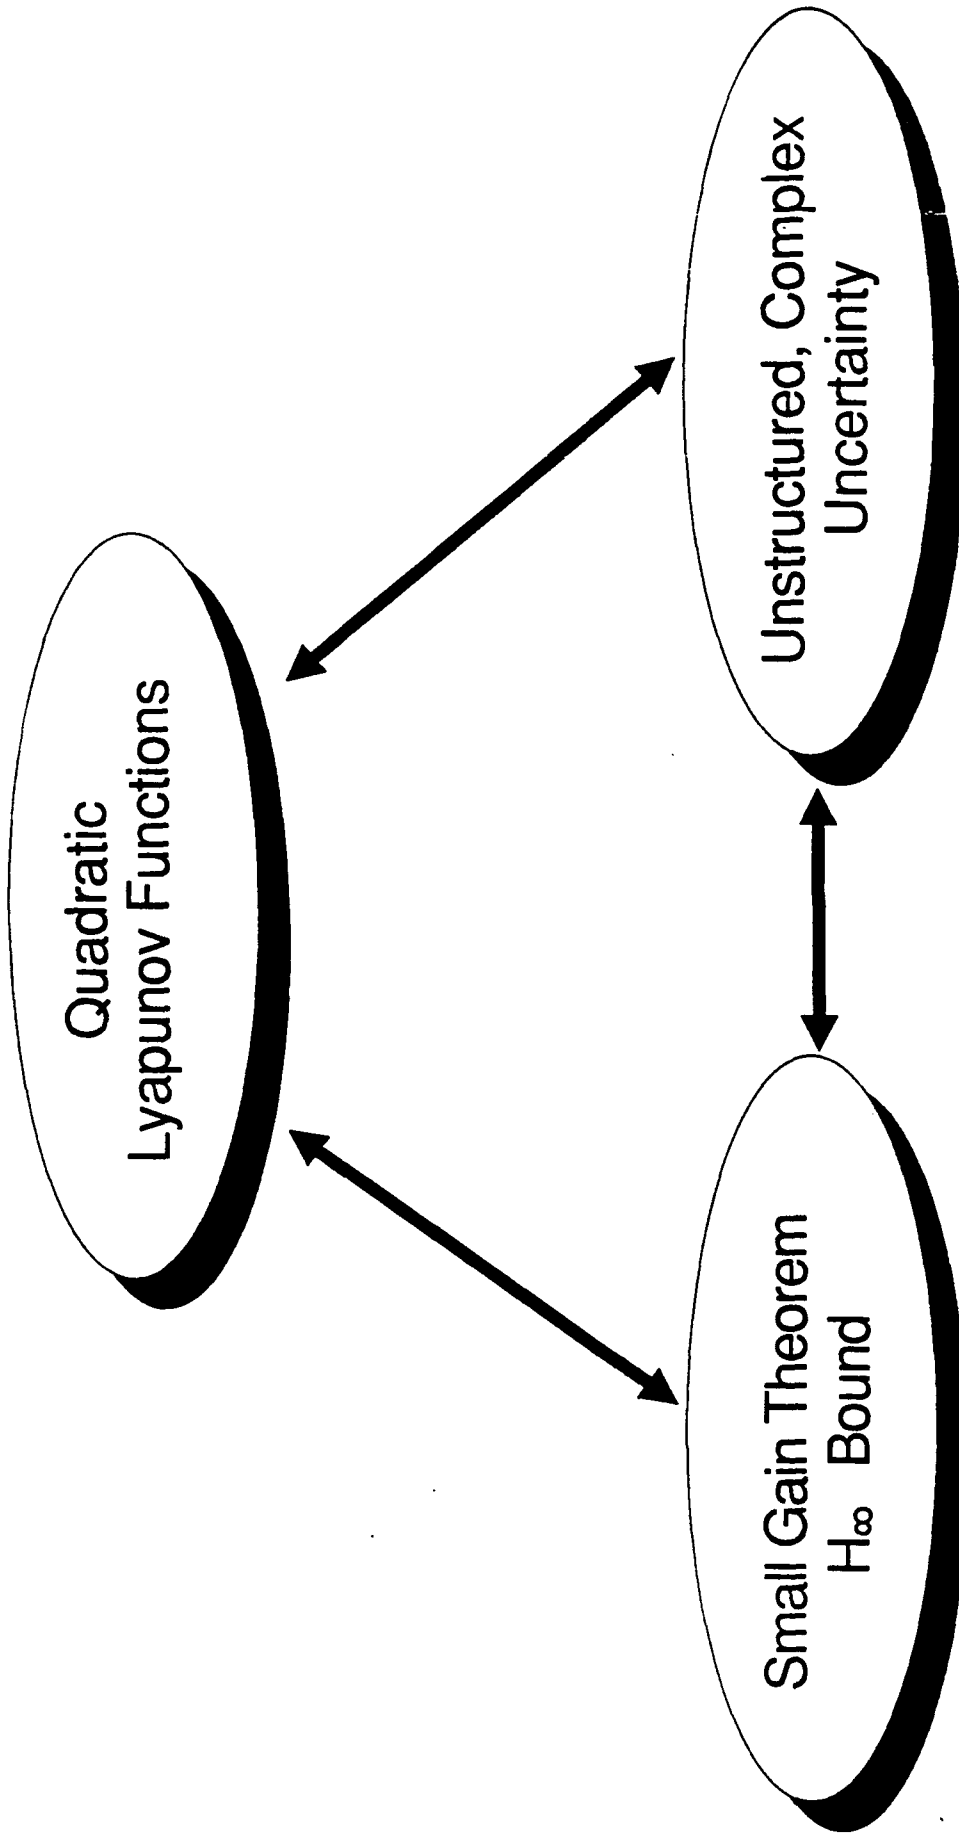 Quadratic
Lyapunov Functions
Small Gain Theorem
H∞ Bound
Unstructured, Complex
Uncertainty